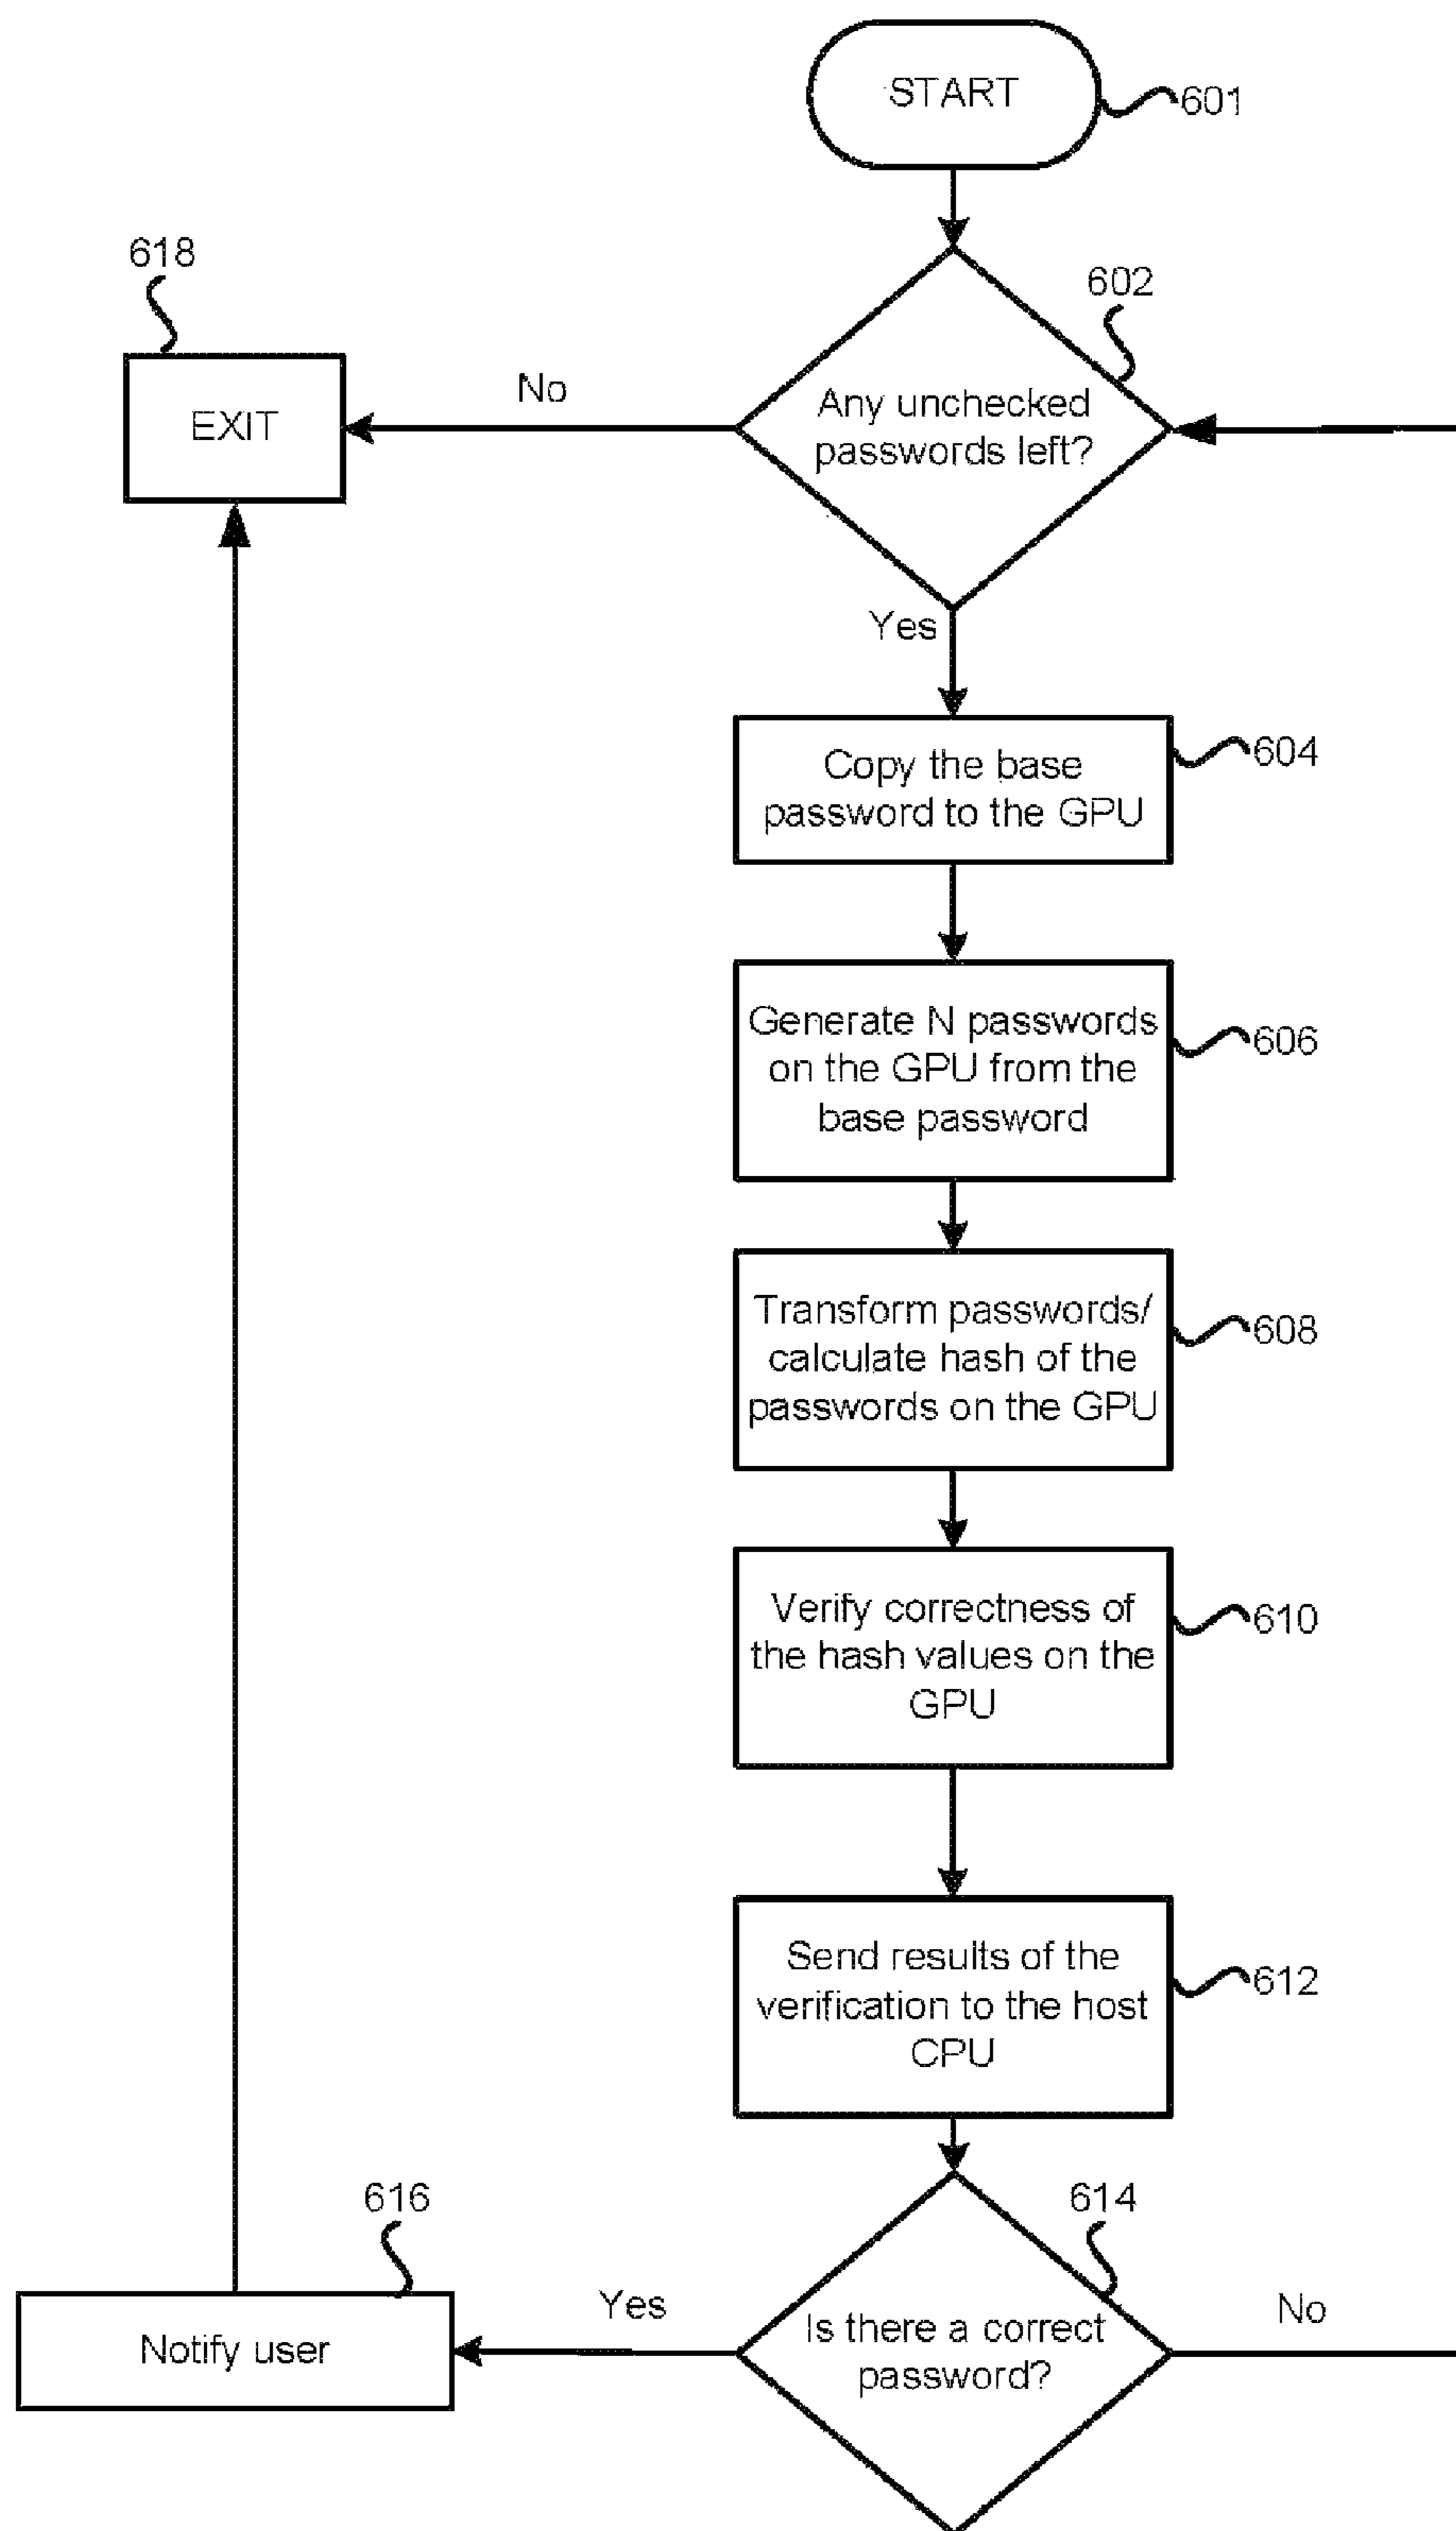 START
601
618
602
EXIT
No
Any unchecked
passwords left?
Yes
Copy the base
password to the GPU
604
Generate N passwords
on the GPU from the
base password
606
Transform passwords/
calculate hash of the
passwords on the GPU
608
Verify correctness of
the hash values on the
GPU
610
Send results of the
verification to the host
CPU
612
616
614
Notify user
Yes
Is there a correct
password?
No